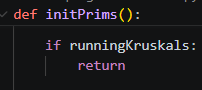 def initPrims():
    if runningKruskals:
        return